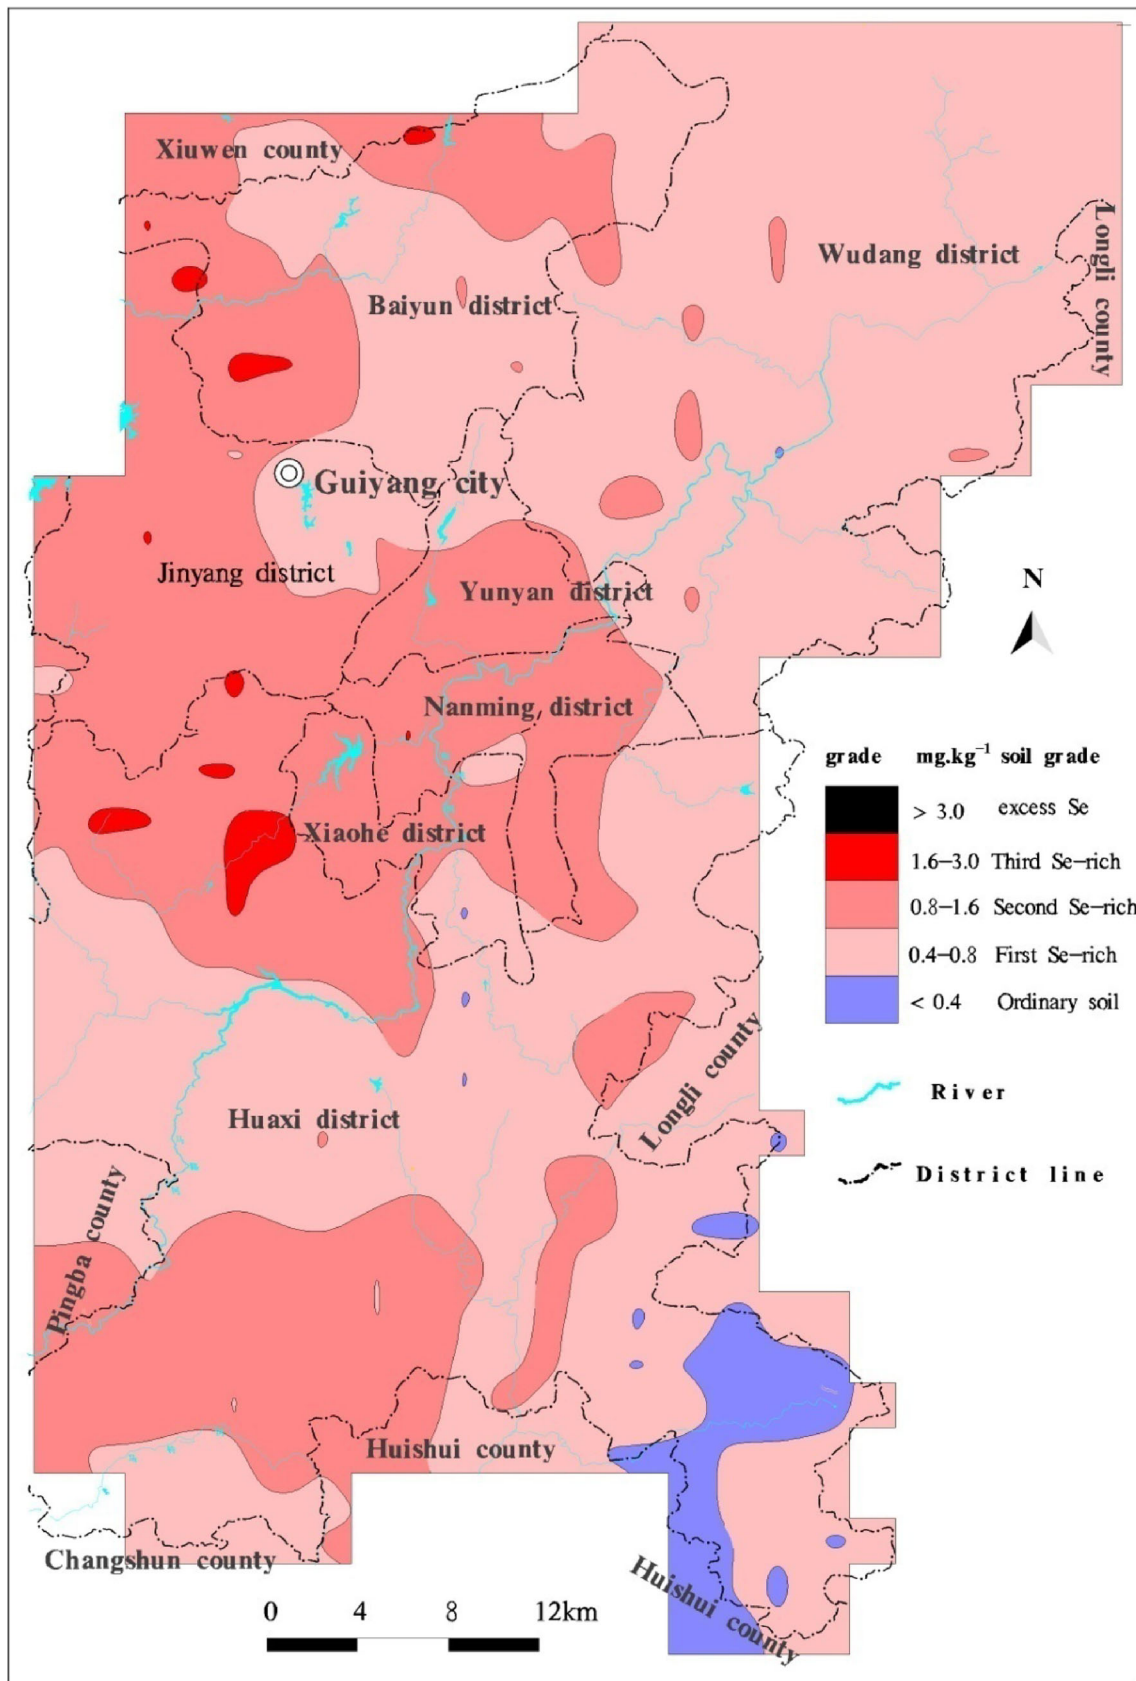 Xiuwen county
Longli county
Wudang district
Baiyun district
Guiyang city
Jinyang district
Yunyan district
N
Nanming district
grade mg.kg⁻¹ soil grade
> 3.0 excess Se
1.6–3.0 Third Se–rich
0.8–1.6 Second Se–rich
0.4–0.8 First Se–rich
< 0.4 Ordinary soil
Xiaohe district
Longli county
River
Huaxi district
District line
Pingba county
Huishui county
Changshun county
Huishui county
0 4 8 12km